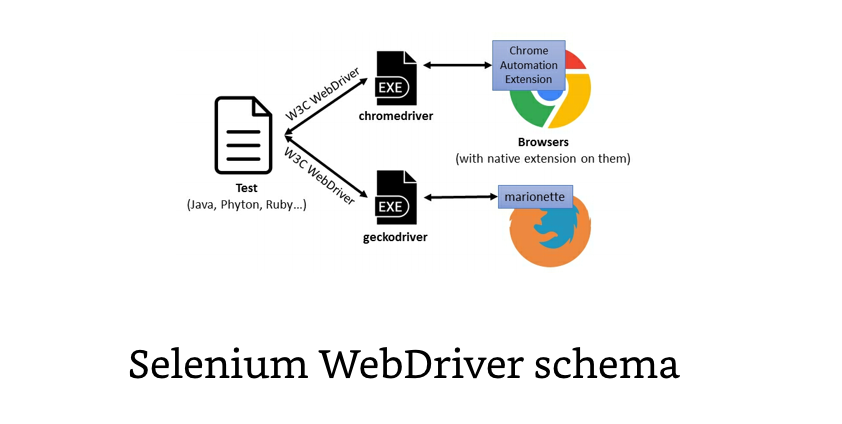 Chrome
Automation
Extension
EXE
W3C WebDriver
chromedriver
Browsers
(with native extension on them)
W3C WebDriver
Test
(Java, Phyton, Ruby...)
EXE
marionette
geckodriver
Selenium WebDriver schema